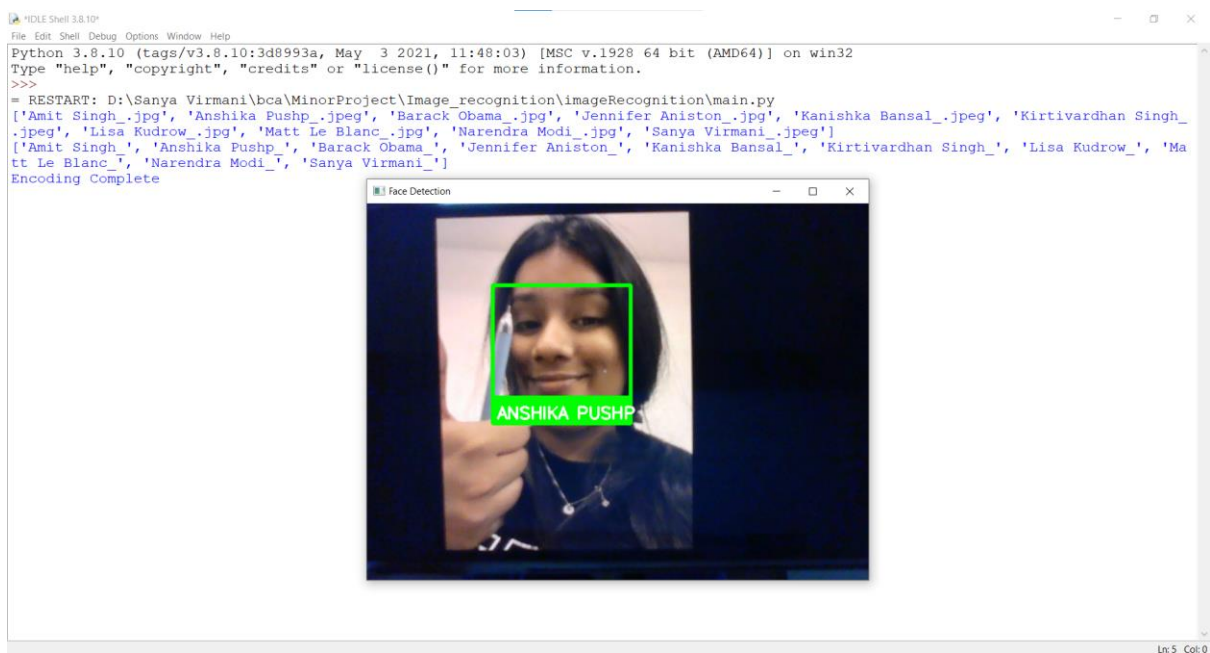 *IDLE Shell 3.8.10*
File Edit Shell Debug Options Window Help
Python 3.8.10 (tags/v3.8.10:3d8993a, May  3 2021, 11:48:03) [MSC v.1928 64 bit (AMD64)] on win32
Type "help", "copyright", "credits" or "license()" for more information.
>>>
= RESTART: D:\Sanya Virmani\bca\MinorProject\Image_recognition\imageRecognition\main.py
['Amit Singh_.jpg', 'Anshika Pushp_.jpeg', 'Barack Obama_.jpg', 'Jennifer Aniston_.jpg', 'Kanishka Bansal_.jpeg', 'Kirtivardhan Singh_
.jpeg', 'Lisa Kudrow_.jpg', 'Matt Le Blanc_.jpg', 'Narendra Modi_.jpg', 'Sanya Virmani_.jpeg']
['Amit Singh_', 'Anshika Pushp_', 'Barack Obama_', 'Jennifer Aniston_', 'Kanishka Bansal_', 'Kirtivardhan Singh_', 'Lisa Kudrow_', 'Ma
tt Le Blanc_', 'Narendra Modi_', 'Sanya Virmani_']
Encoding Complete
Face Detection
ANSHIKA PUSHP
Ln: 5 Col: 0